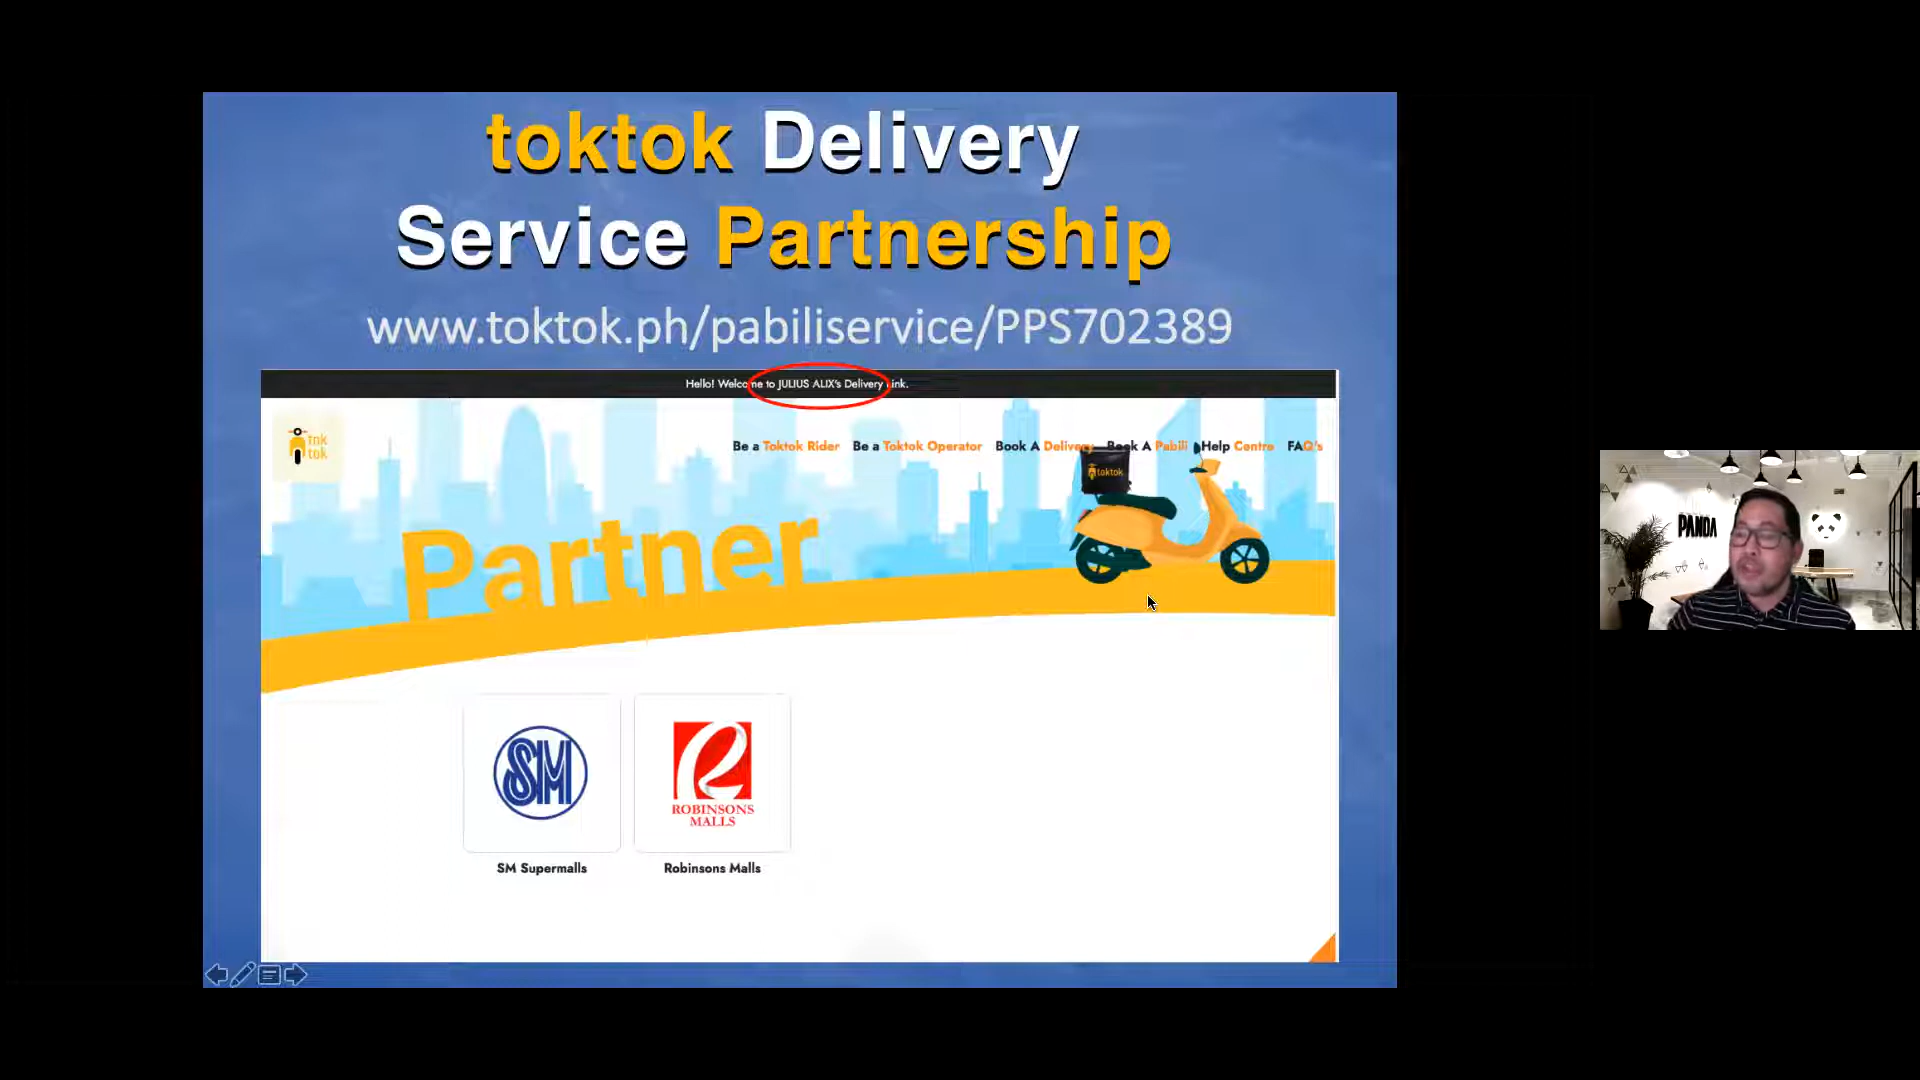 toktok Delivery
Service Partnership
www.toktok.ph/pabiliservice/PPS702389
Hello! Welcome to JULIUS ALIX's Delivery Link.
tok
tok
Be a Toktok Rider Be a Toktok Operator Book A Delivery Book A Pabili Help Centre FAQ's
toktok
Partner
SM
ROBINSONS
MALLS
SM Supermalls Robinsons Malls
PANDA